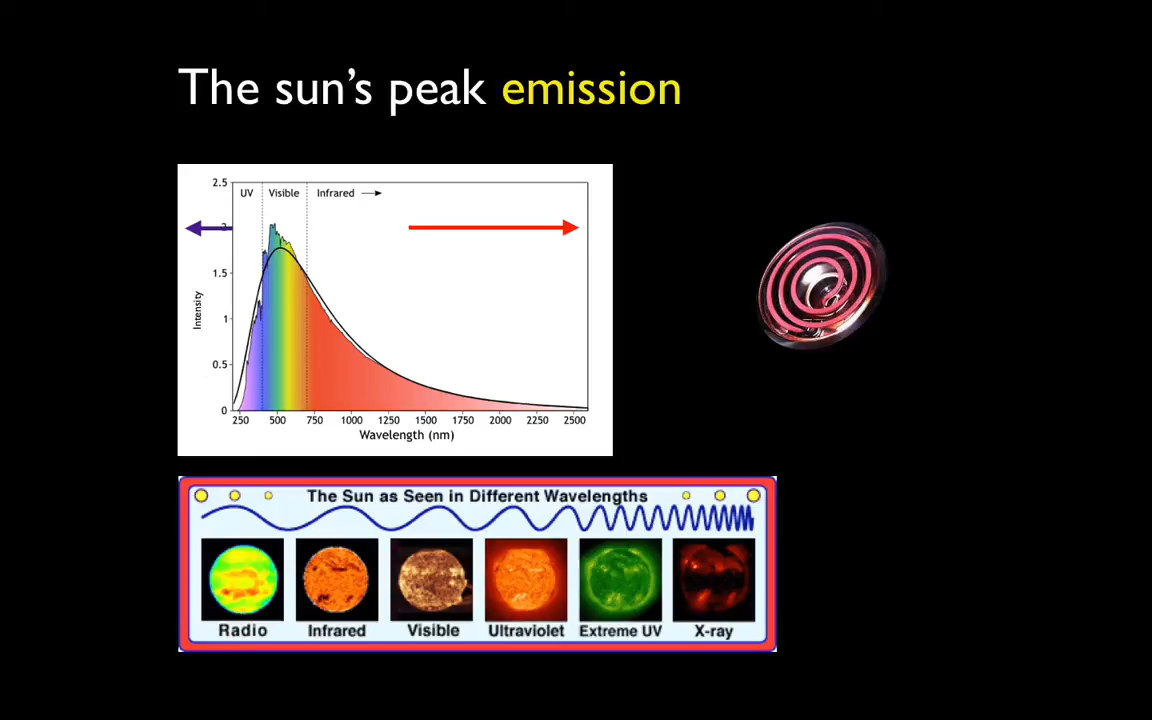 The sun's peak emission
2.5
UV Visible Infrared
2
1.5
1
0.5
0
Intensity
250 500 750 1000 1250 1500 1750 2000 2250 2500
Wavelength (nm)
The Sun as Seen in Different Wavelengths
Radio Infrared Visible Ultraviolet Extreme UV X-ray